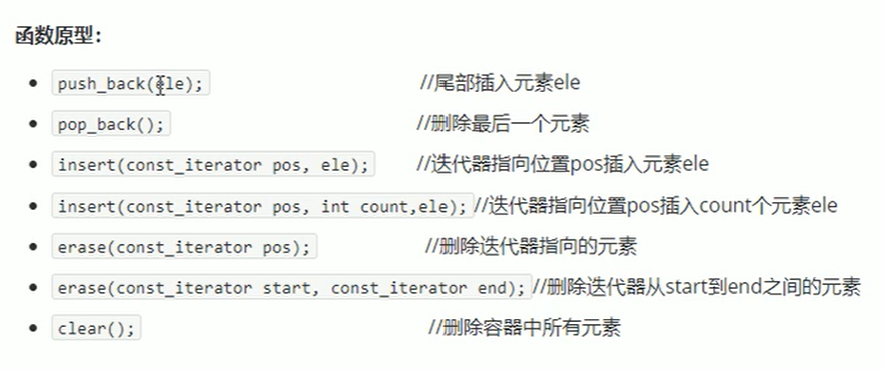 函数原型：
push_back(ele); //尾部插入元素ele
pop_back(); //删除最后一个元素
insert(const_iterator pos, ele); //迭代器指向位置pos插入元素ele
insert(const_iterator pos, int count,ele); //迭代器指向位置pos插入count个元素ele
erase(const_iterator pos); //删除迭代器指向的元素
erase(const_iterator start, const_iterator end); //删除迭代器从start到end之间的元素
clear(); //删除容器中所有元素